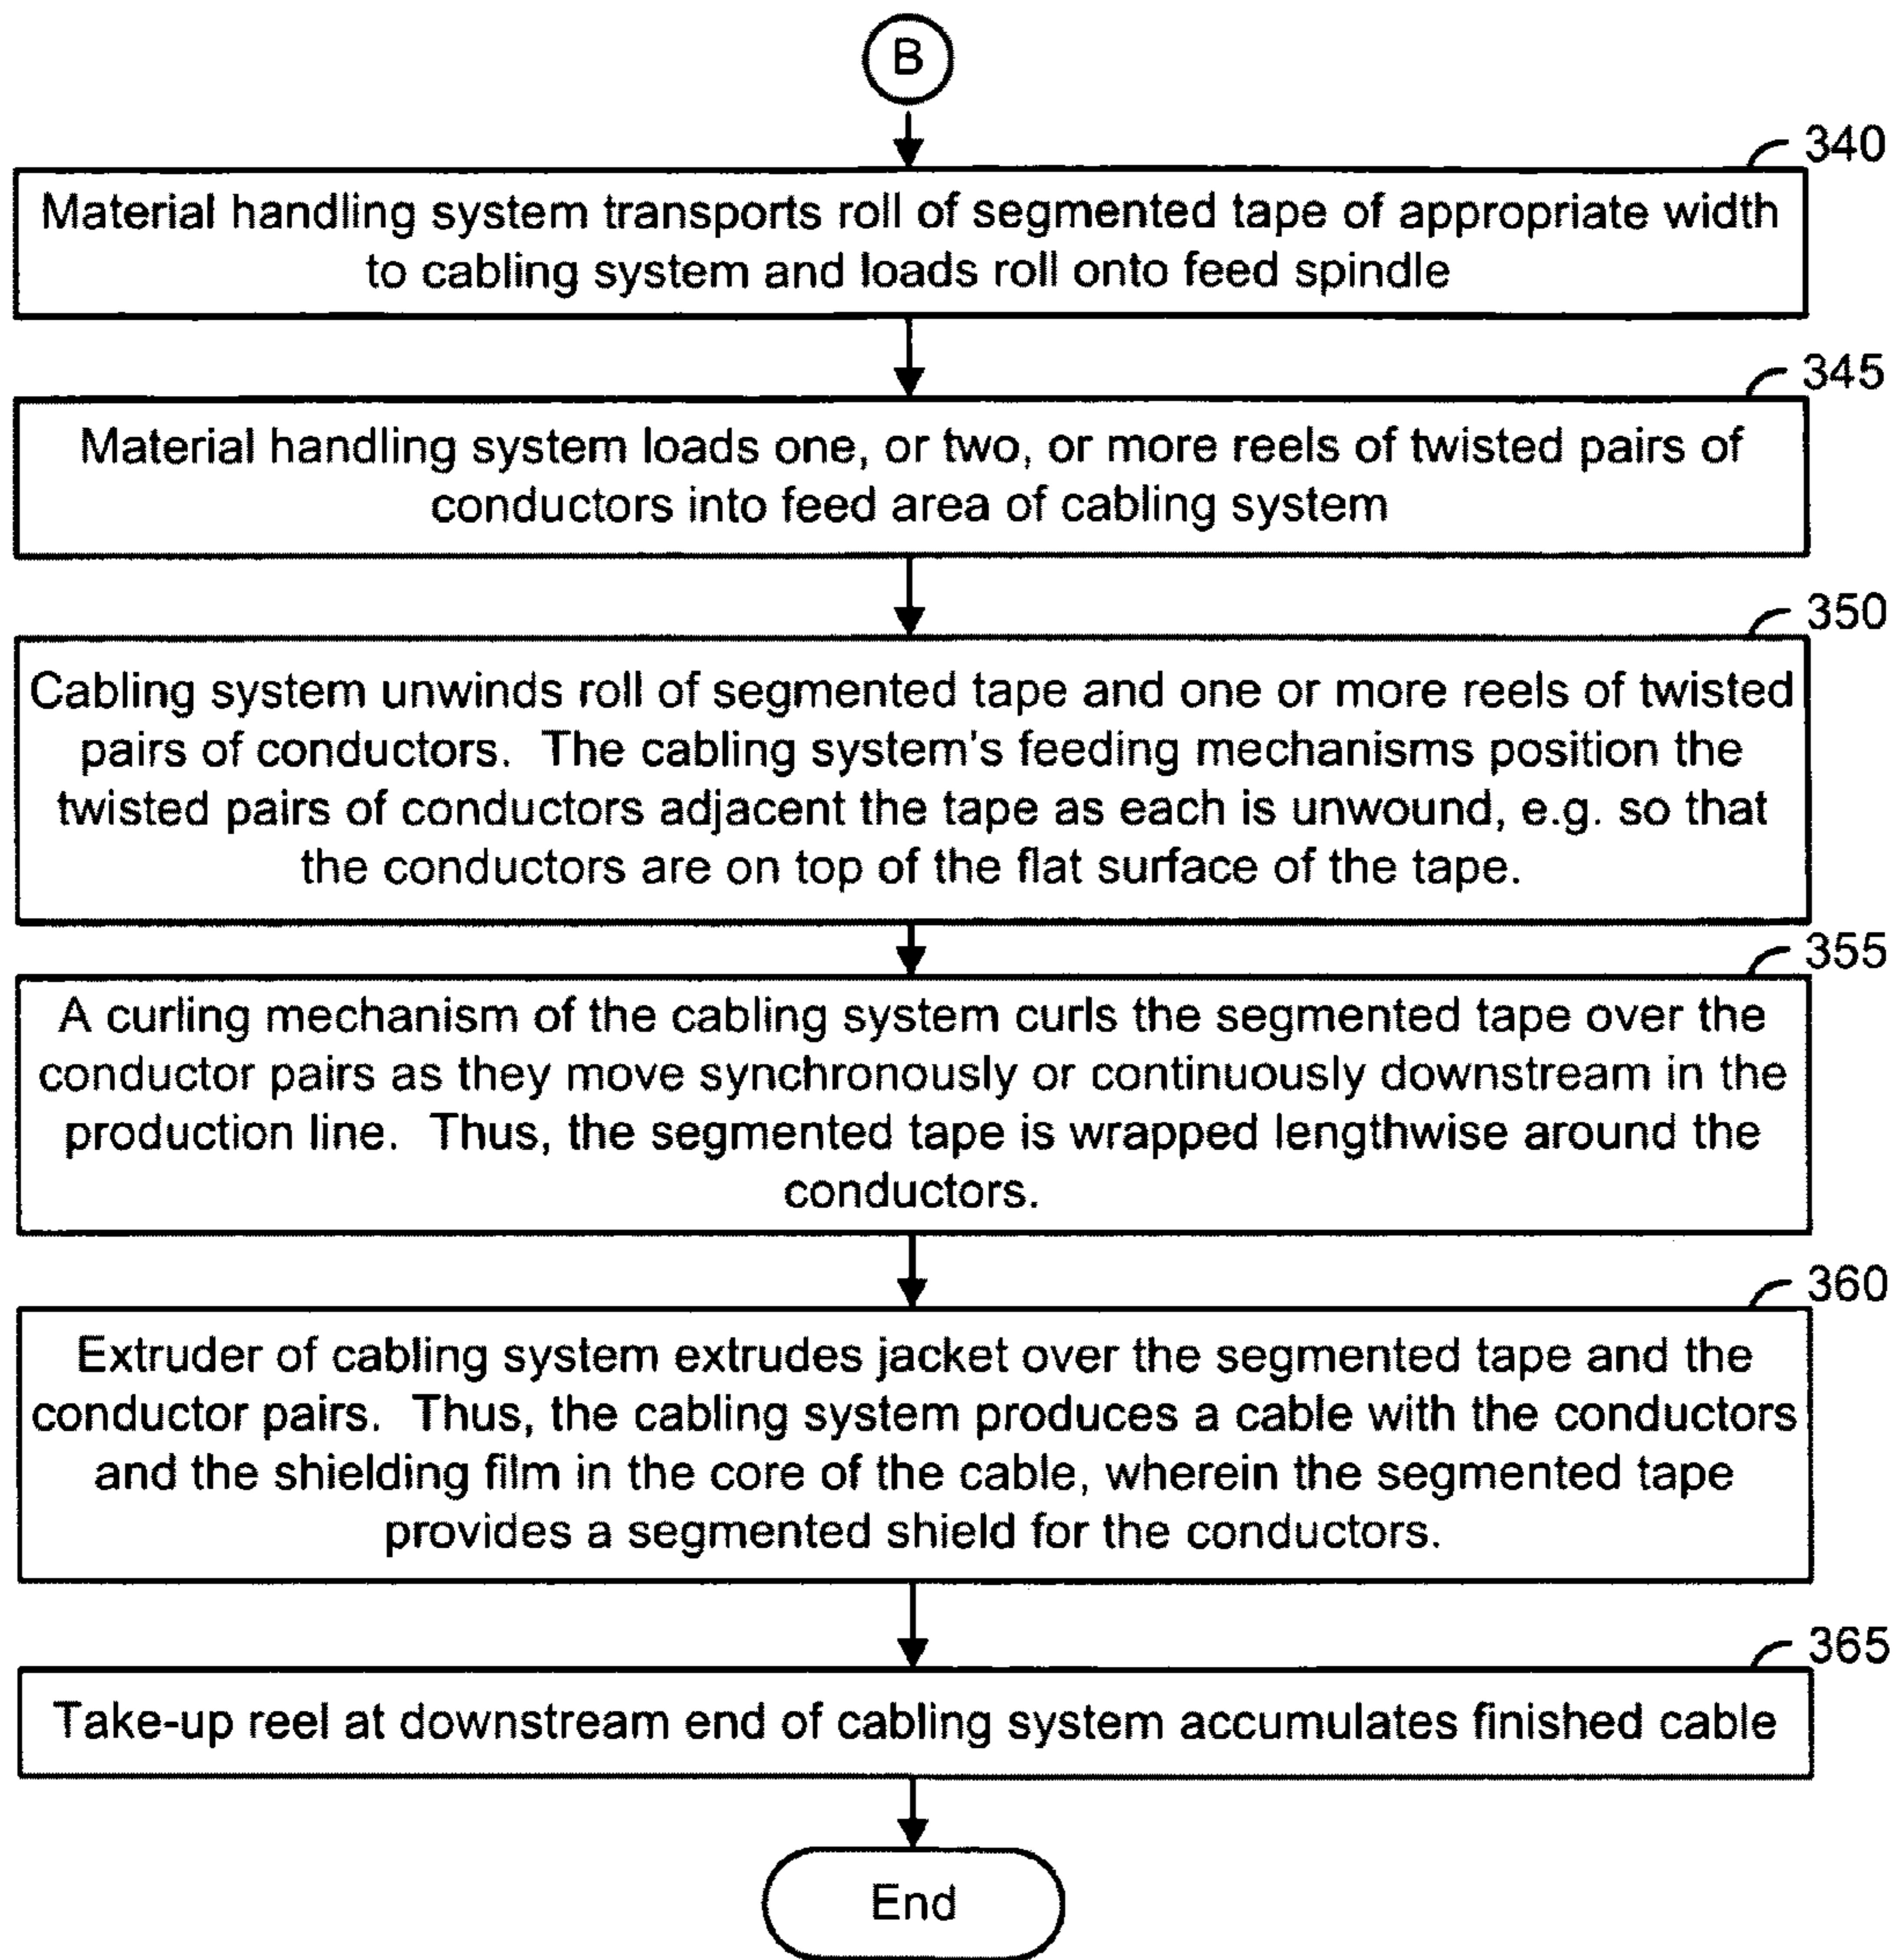 B
340
Material handling system transports roll of segmented tape of appropriate width
to cabling system and loads roll onto feed spindle
345
Material handling system loads one, or two, or more reels of twisted pairs of
conductors into feed area of cabling system
350
Cabling system unwinds roll of segmented tape and one or more reels of twisted
pairs of conductors.  The cabling system's feeding mechanisms position the
twisted pairs of conductors adjacent the tape as each is unwound, e.g. so that
the conductors are on top of the flat surface of the tape.
355
A curling mechanism of the cabling system curls the segmented tape over the
conductor pairs as they move synchronously or continuously downstream in the
production line.  Thus, the segmented tape is wrapped lengthwise around the
conductors.
360
Extruder of cabling system extrudes jacket over the segmented tape and the
conductor pairs.  Thus, the cabling system produces a cable with the conductors
and the shielding film in the core of the cable, wherein the segmented tape
provides a segmented shield for the conductors.
365
Take-up reel at downstream end of cabling system accumulates finished cable
End